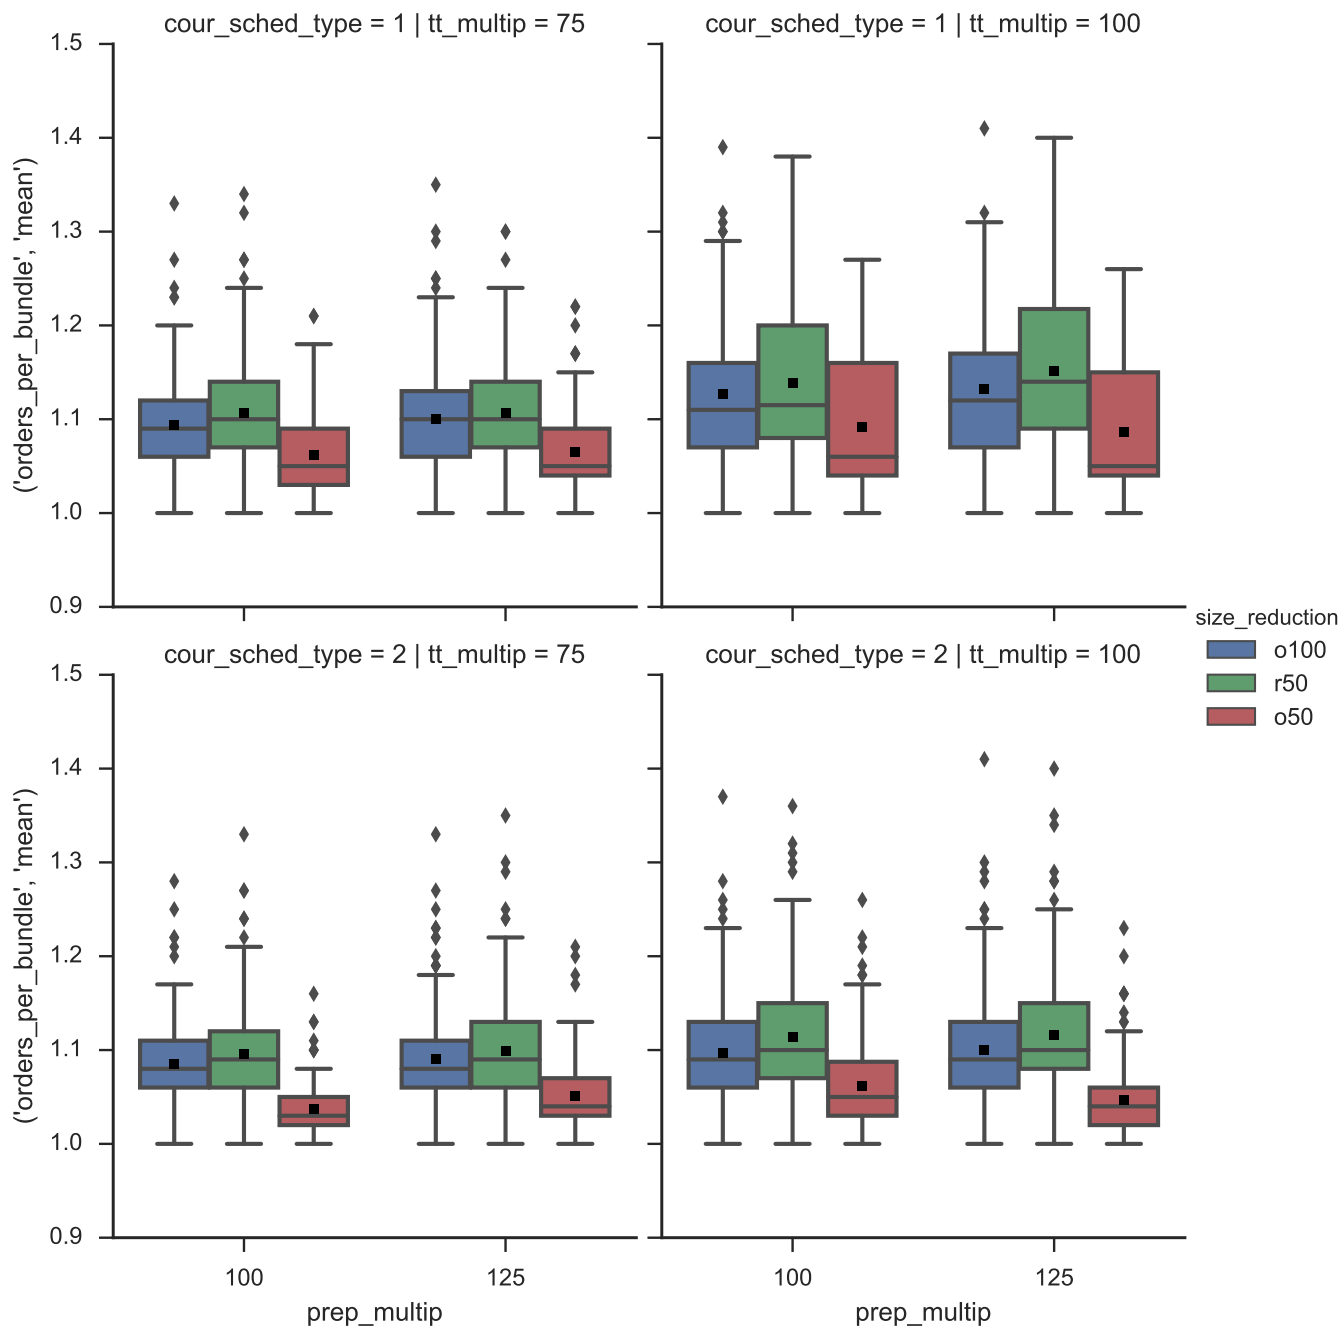 cour_sched_type = 1 | tt_multip = 75
cour_sched_type = 1 | tt_multip = 100
1.5
1.4
1.3
1.2
1.1
1.0
0.9
('orders_per_bundle', 'mean')
size_reduction
o100
r50
o50
cour_sched_type = 2 | tt_multip = 75
cour_sched_type = 2 | tt_multip = 100
1.5
1.4
1.3
1.2
1.1
1.0
0.9
('orders_per_bundle', 'mean')
100
125
100
125
prep_multip
prep_multip